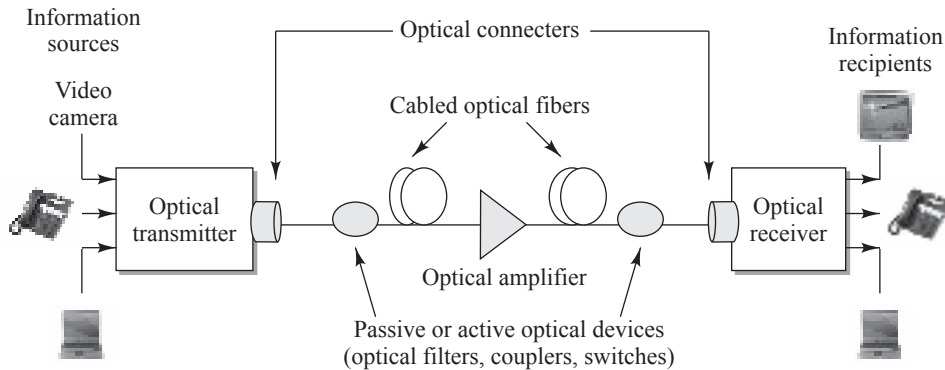 Information
sources
Optical connecters
Information
recipients
Video
camera
Cabled optical fibers
Optical
transmitter
Optical
receiver
Optical amplifier
Passive or active optical devices
(optical filters, couplers, switches)